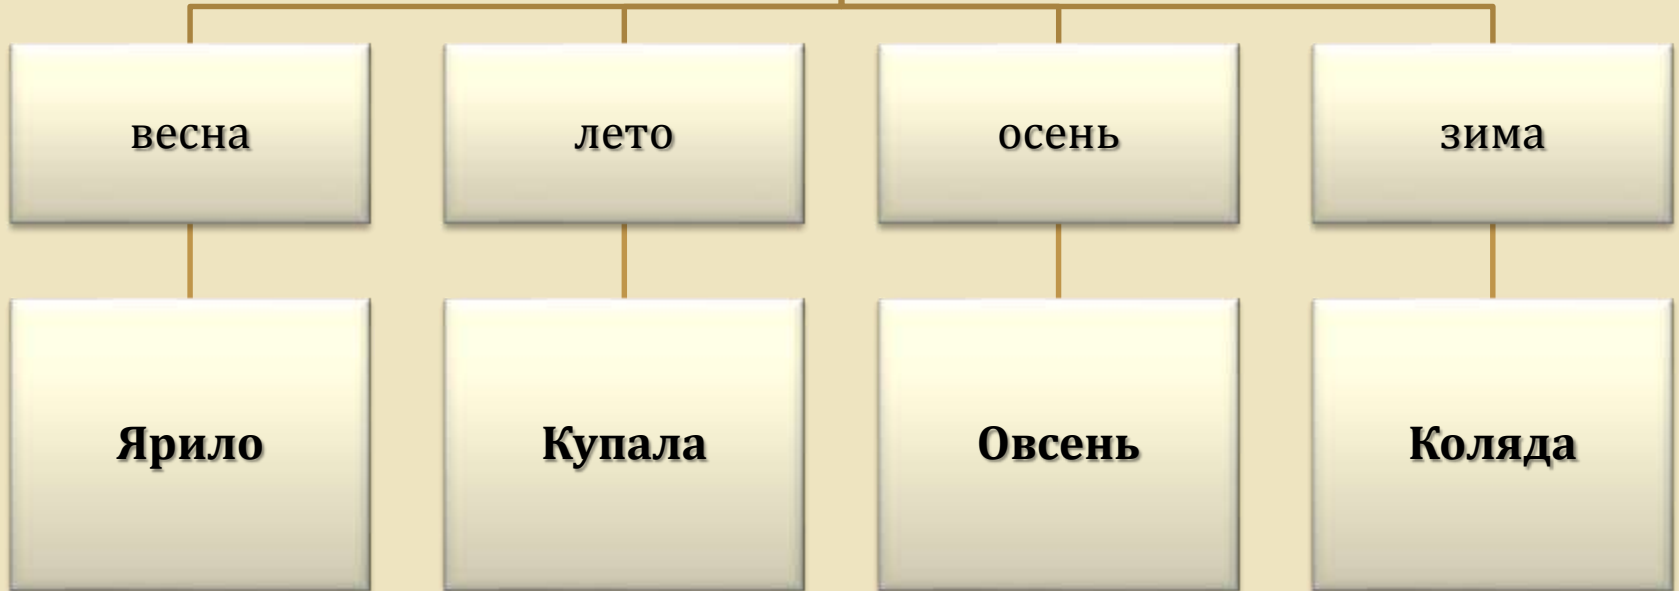 весна
лето
осень
зима
Ярило
Купала
Овсень
Коляда